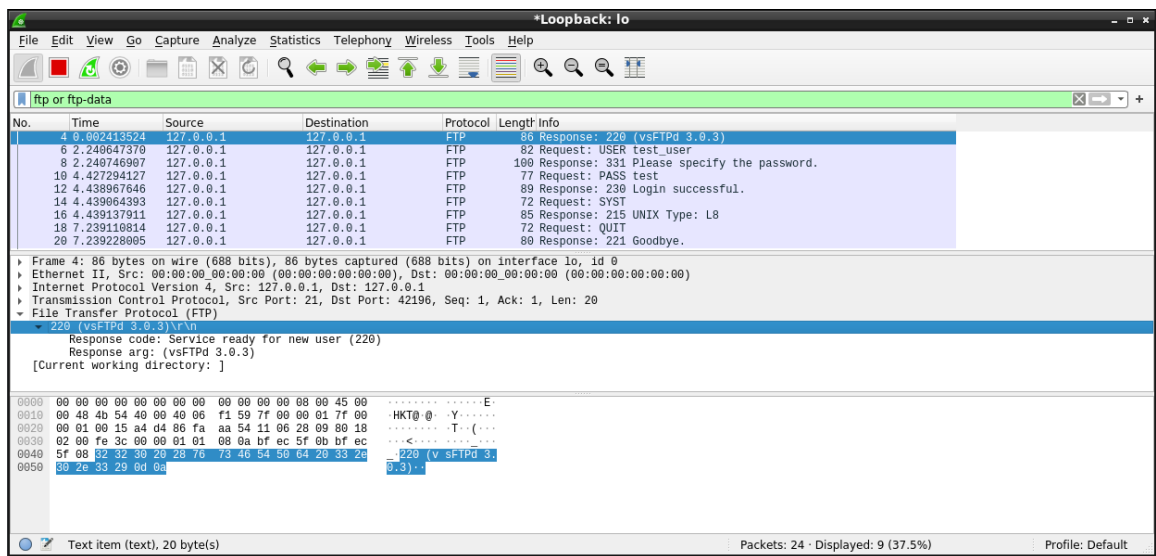 *Loopback: lo
File Edit View Go Capture Analyze Statistics Telephony Wireless Tools Help
ftp or ftp-data
No. Time Source Destination Protocol Length Info
4 0.002413524 127.0.0.1 127.0.0.1 FTP 86 Response: 220 (vsFTPd 3.0.3)
6 2.240647370 127.0.0.1 127.0.0.1 FTP 82 Request: USER test_user
8 2.240746907 127.0.0.1 127.0.0.1 FTP 100 Response: 331 Please specify the password.
10 4.427294127 127.0.0.1 127.0.0.1 FTP 77 Request: PASS test
12 4.438967646 127.0.0.1 127.0.0.1 FTP 89 Response: 230 Login successful.
14 4.439064393 127.0.0.1 127.0.0.1 FTP 72 Request: SYST
16 4.439137911 127.0.0.1 127.0.0.1 FTP 85 Response: 215 UNIX Type: L8
18 7.239110814 127.0.0.1 127.0.0.1 FTP 72 Request: QUIT
20 7.239228005 127.0.0.1 127.0.0.1 FTP 80 Response: 221 Goodbye.
Frame 4: 86 bytes on wire (688 bits), 86 bytes captured (688 bits) on interface lo, id 0
Ethernet II, Src: 00:00:00_00:00:00 (00:00:00:00:00:00), Dst: 00:00:00_00:00:00 (00:00:00:00:00:00)
Internet Protocol Version 4, Src: 127.0.0.1, Dst: 127.0.0.1
Transmission Control Protocol, Src Port: 21, Dst Port: 42196, Seq: 1, Ack: 1, Len: 20
File Transfer Protocol (FTP)
220 (vsFTPd 3.0.3)\r\n
Response code: Service ready for new user (220)
Response arg: (vsFTPd 3.0.3)
[Current working directory: ]
0000 00 00 00 00 00 00 00 00 00 00 00 00 08 00 45 00 ········ ······E·
0010 00 48 4b 54 40 00 40 06 f1 59 7f 00 00 01 7f 00 ·HKT@·@· ·Y······
0020 00 01 00 15 a4 d4 86 fa aa 54 11 06 28 09 80 18 ········ ·T··(···
0030 02 00 fe 3c 00 00 01 01 08 0a bf ec 5f 0b bf ec ···<···· ····_···
0040 5f 08 32 32 30 20 28 76 73 46 54 50 64 20 33 2e _·220 (v sFTPd 3.
0050 30 2e 33 29 0d 0a 0.3)··
Text item (text), 20 byte(s) Packets: 24 · Displayed: 9 (37.5%) Profile: Default